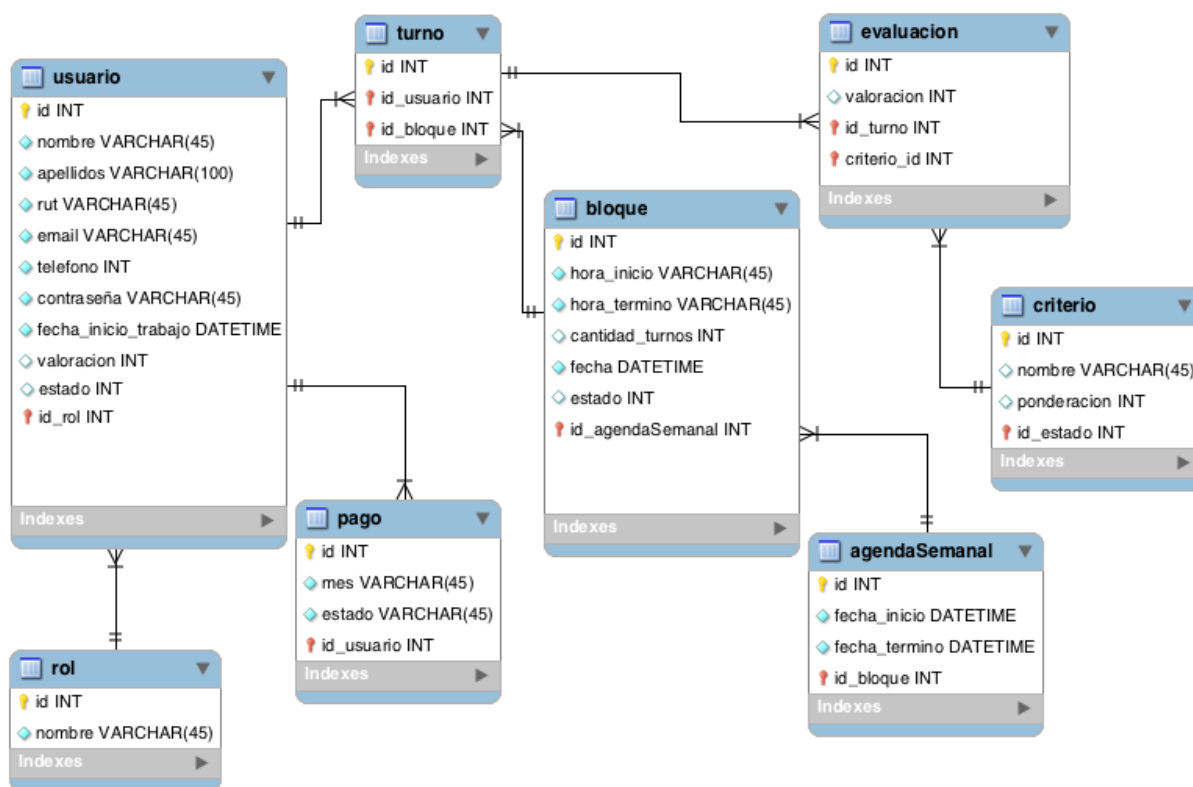 usuario
id INT
nombre VARCHAR(45)
apellidos VARCHAR(100)
rut VARCHAR(45)
email VARCHAR(45)
telefono INT
contraseña VARCHAR(45)
fecha_inicio_trabajo DATETIME
valoracion INT
estado INT
id_rol INT
Indexes
turno
id INT
id_usuario INT
id_bloque INT
Indexes
evaluacion
id INT
valoracion INT
id_turno INT
criterio_id INT
Indexes
bloque
id INT
hora_inicio VARCHAR(45)
hora_termino VARCHAR(45)
cantidad_turnos INT
fecha DATETIME
estado INT
id_agendaSemanal INT
Indexes
criterio
id INT
nombre VARCHAR(45)
ponderacion INT
id_estado INT
Indexes
pago
id INT
mes VARCHAR(45)
estado VARCHAR(45)
id_usuario INT
Indexes
agendaSemanal
id INT
fecha_inicio DATETIME
fecha_termino DATETIME
id_bloque INT
Indexes
rol
id INT
nombre VARCHAR(45)
Indexes